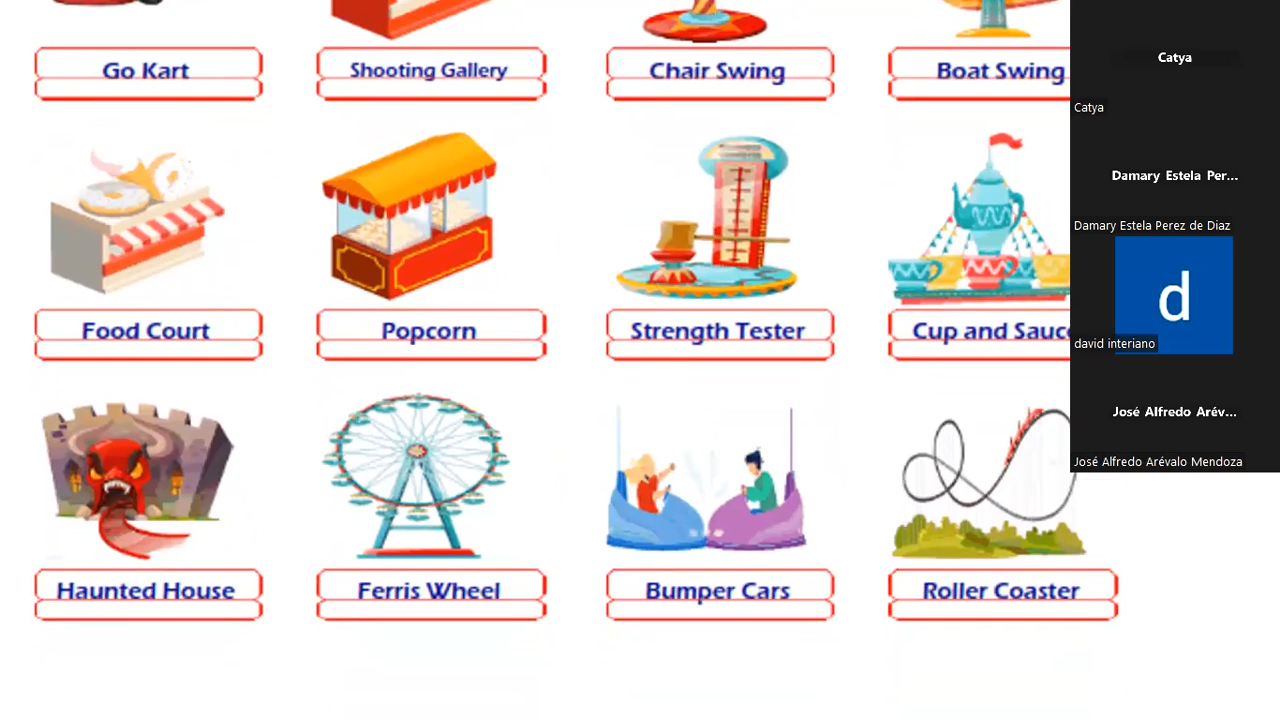 Go Kart
Shooting Gallery
Chair Swing
Boat Swing
Food Court
Popcorn
Strength Tester
Cup and Sauc
Haunted House
Ferris Wheel
Bumper Cars
Roller Coaster
Catya
Catya
Damary Estela Per...
Damary Estela Perez de Diaz
d
david interiano
José Alfredo Arév...
José Alfredo Arévalo Mendoza